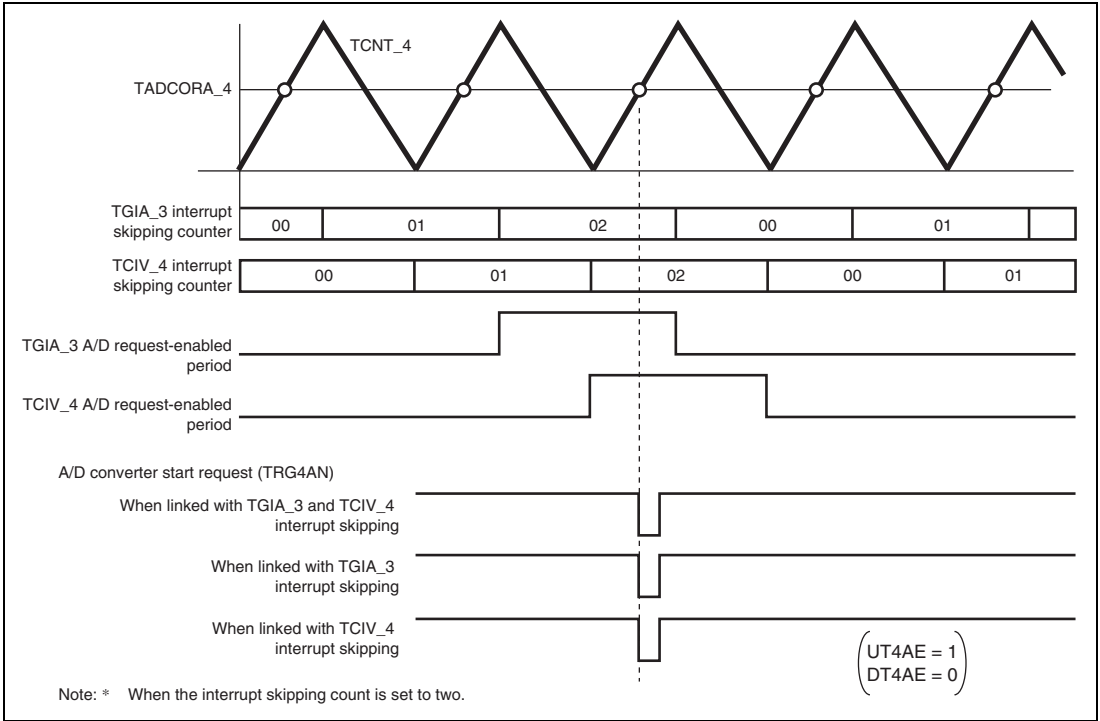 TCNT_4
TADCORA_4
TGIA_3 interrupt
skipping counter
00
01
02
00
01
TCIV_4 interrupt
skipping counter
00
01
02
00
01
TGIA_3 A/D request-enabled
period
TCIV_4 A/D request-enabled
period
A/D converter start request (TRG4AN)
When linked with TGIA_3 and TCIV_4
interrupt skipping
When linked with TGIA_3
interrupt skipping
When linked with TCIV_4
interrupt skipping
UT4AE = 1
DT4AE = 0
Note: * When the interrupt skipping count is set to two.